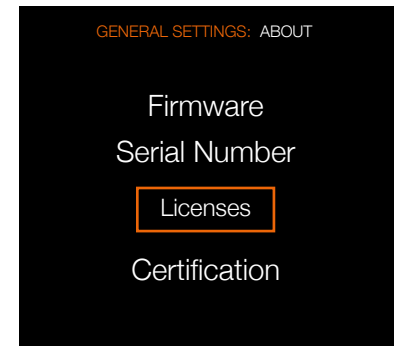 GENERAL SETTINGS: ABOUT
Firmware
Serial Number
Licenses
Certification